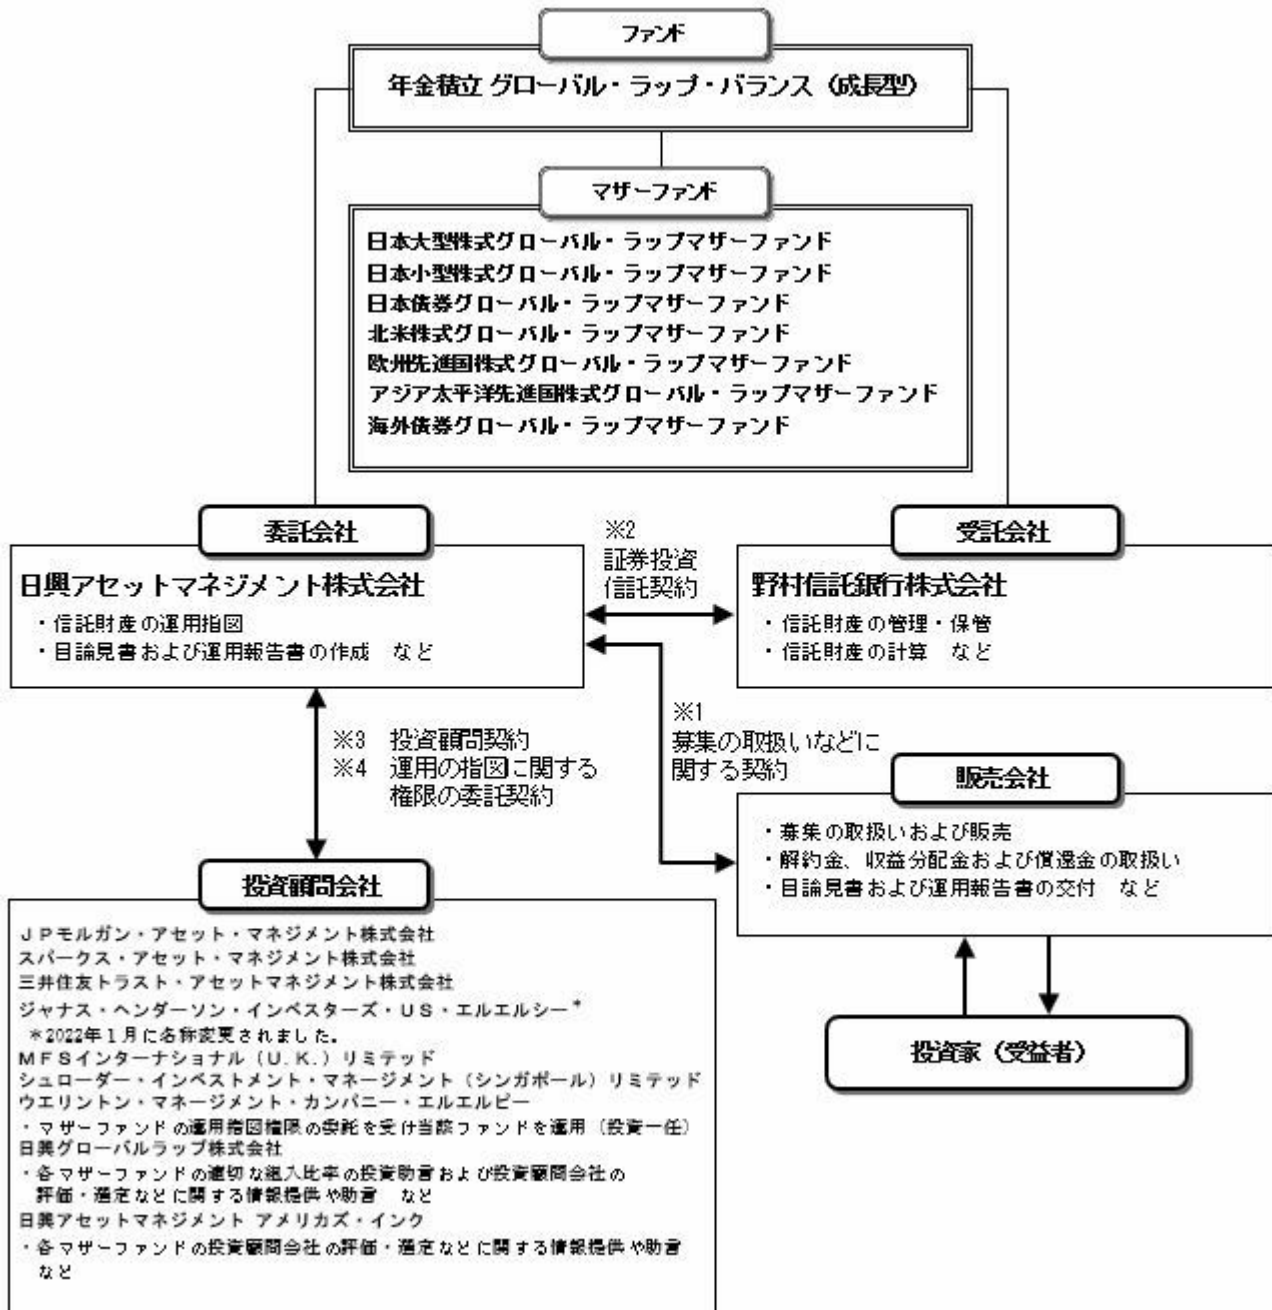 ファンド
年金積立 グローバル・ラップ・バランス（成長型）
マザーファンド
日本大型株式グローバル・ラップマザーファンド
日本小型株式グローバル・ラップマザーファンド
日本債券グローバル・ラップマザーファンド
北米株式グローバル・ラップマザーファンド
欧州先進国株式グローバル・ラップマザーファンド
アジア太平洋先進国株式グローバル・ラップマザーファンド
海外債券グローバル・ラップマザーファンド
委託会社
日興アセットマネジメント株式会社
・信託財産の運用指図
・目論見書および運用報告書の作成　など
※2
証券投資
信託契約
受託会社
野村信託銀行株式会社
・信託財産の管理・保管
・信託財産の計算　など
※3　投資顧問契約
※4　運用の指図に関する
権限の委託契約
※1
募集の取扱いなどに
関する契約
販売会社
・募集の取扱いおよび販売
・解約金、収益分配金および償還金の取扱い
・目論見書および運用報告書の交付　など
投資家（受益者）
投資顧問会社
ＪＰモルガン・アセット・マネジメント株式会社
スパークス・アセット・マネジメント株式会社
三井住友トラスト・アセットマネジメント株式会社
ジャナス・ヘンダーソン・インベスターズ・ＵＳ・エルエルシー＊
＊2022年１月に名称変更されました。
ＭＦＳインターナショナル（Ｕ.Ｋ.）リミテッド
シュローダー・インベストメント・マネージメント（シンガポール）リミテッド
ウエリントン・マネージメント・カンパニー・エルエルピー
・マザーファンドの運用指図権限の委託を受け当該ファンドを運用（投資一任）
日興グローバルラップ株式会社
・各マザーファンドの適切な組入比率の投資助言および投資顧問会社の
評価・選定などに関する情報提供や助言　など
日興アセットマネジメント アメリカズ・インク
・各マザーファンドの投資顧問会社の評価・選定などに関する情報提供や助言
など